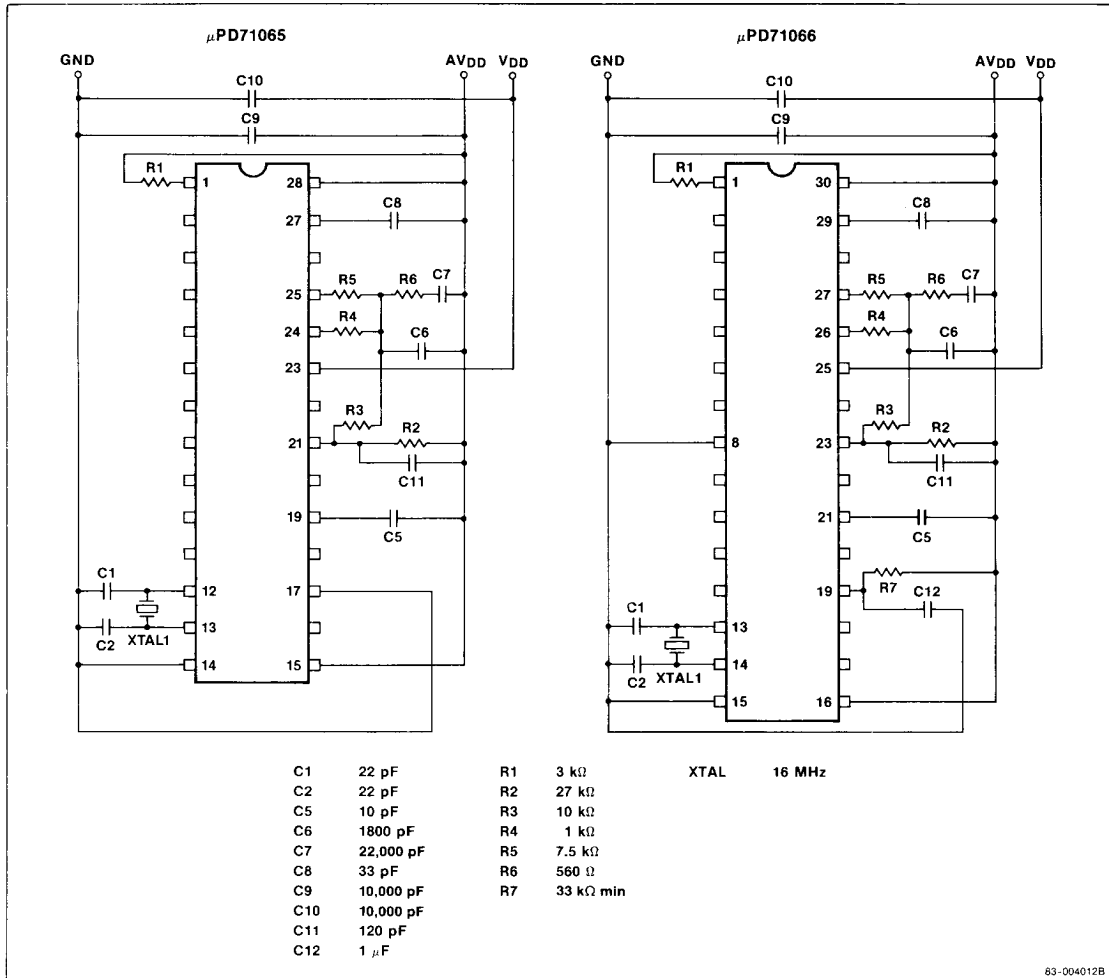 μPD71065
GND
AVDD
VDD
C10
C9
R1
1
28
27
C8
25
R5
R6
C7
24
R4
C6
23
R3
21
R2
C11
19
C5
C1
12
17
13
C2
XTAL1
14
15
μPD71066
GND
AVDD
VDD
C10
C9
R1
1
30
29
C8
27
R5
R6
C7
26
R4
C6
25
R3
8
23
R2
C11
21
C5
19
R7
C12
C1
13
14
C2
XTAL1
15
16
C1 22 pF R1 3 kΩ XTAL 16 MHz
C2 22 pF R2 27 kΩ
C5 10 pF R3 10 kΩ
C6 1800 pF R4 1 kΩ
C7 22,000 pF R5 7.5 kΩ
C8 33 pF R6 560 Ω
C9 10,000 pF R7 33 kΩ min
C10 10,000 pF
C11 120 pF
C12 1 μF
83-004012B